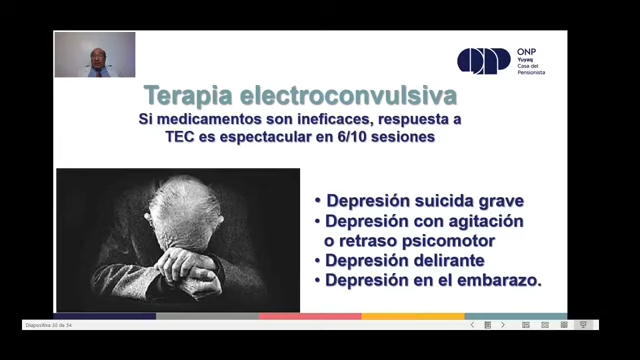 ONP
Yuyaq
Casa del
Pensionista
Terapia electroconvulsiva
Si medicamentos son ineficaces, respuesta a
TEC es espectacular en 6/10 sesiones
• Depresión suicida grave
• Depresión con agitación
o retraso psicomotor
• Depresión delirante
• Depresión en el embarazo.
Diapositiva 30 de 34